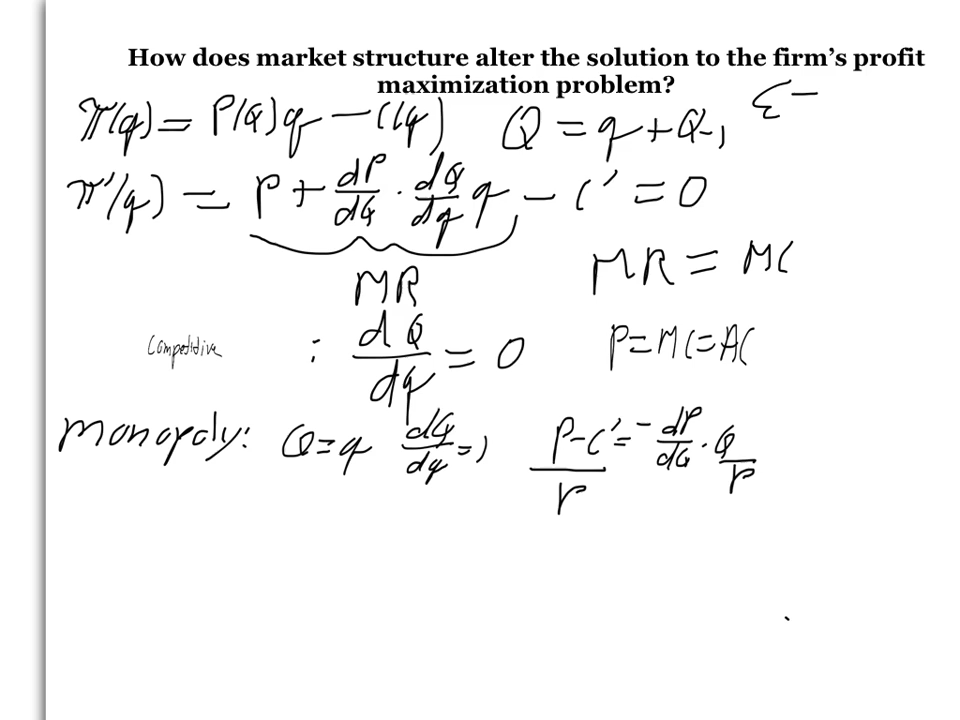 How does market structure alter the solution to the firm's profit
maximization problem?
π(q) = P(Q)q - C(q) Q = q + Q-i ε-
π'(q) = P + dP/dQ · dQ/dq q - C' = 0
MR MR = MC
Competitive : dQ/dq = 0 P = MC = AC
Monopoly: Q = q dQ/dq = 1 P-C'/P = - dP/dQ · Q/P